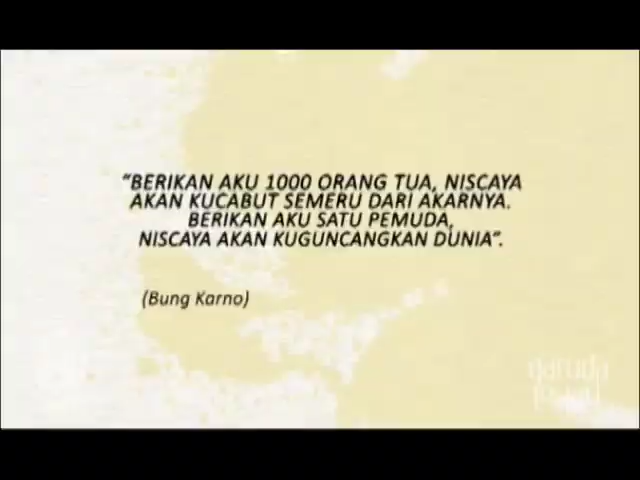 “BERIKAN AKU 1000 ORANG TUA, NISCAYA
AKAN KUCABUT SEMERU DARI AKARNYA.
BERIKAN AKU SATU PEMUDA,
NISCAYA AKAN KUGUNCANGKAN DUNIA”.
(Bung Karno)